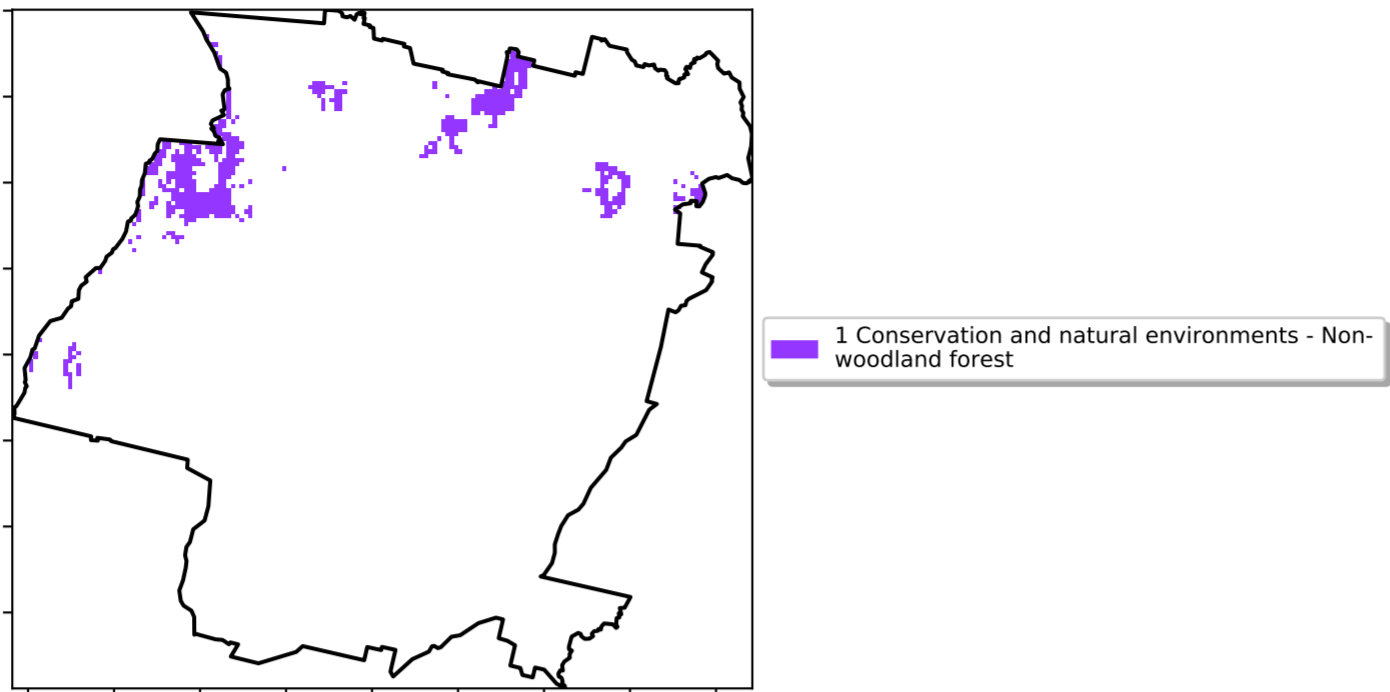 1 Conservation and natural environments - Non-
woodland forest